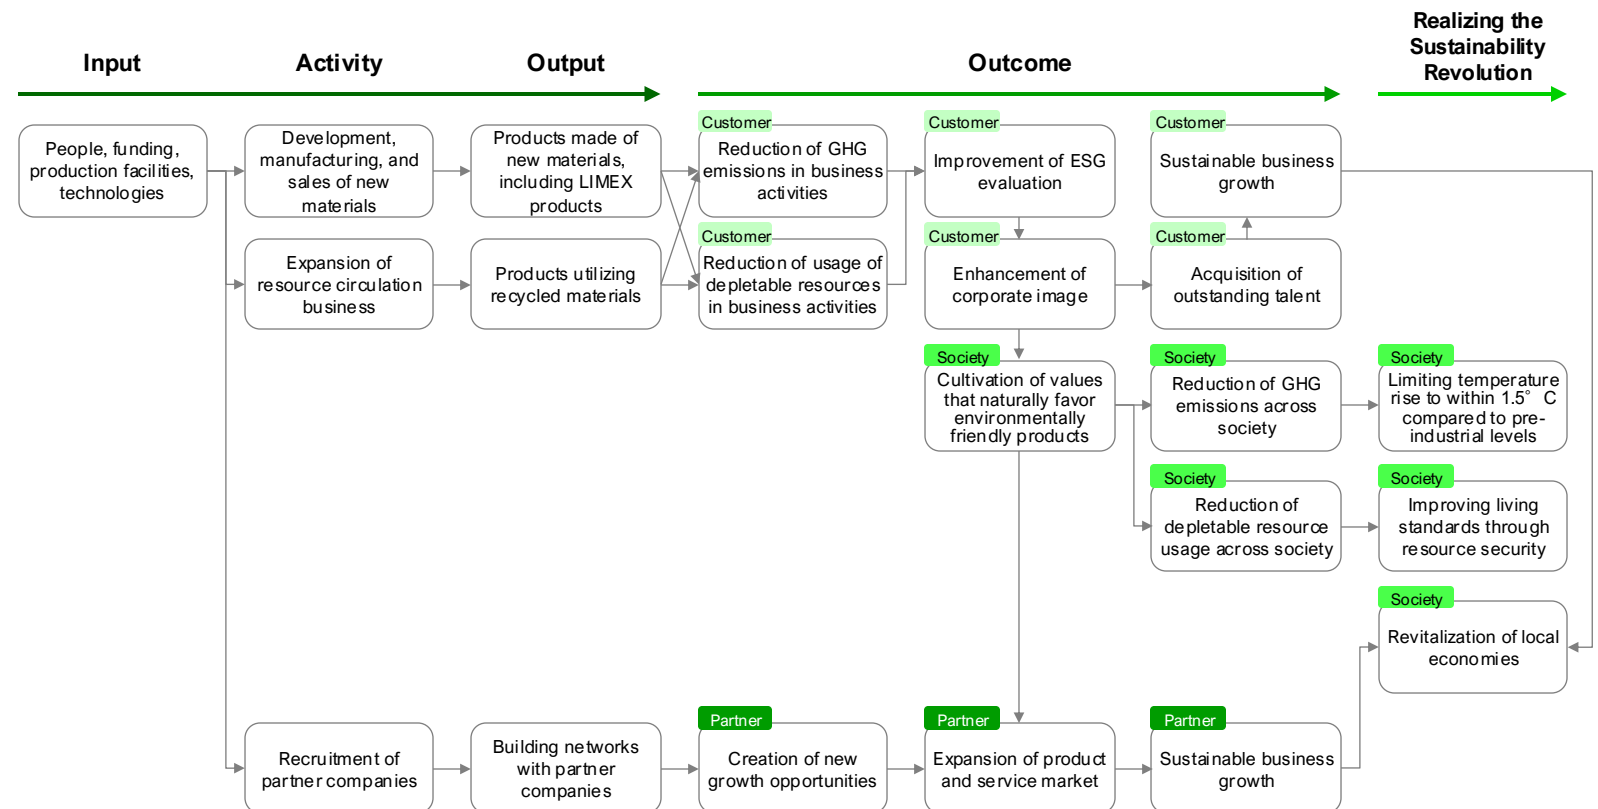 Input
Activity
Output
Outcome
Realizing the
Sustainability
Revolution
People, funding,
production facilities,
technologies
Development,
manufacturing, and
sales of new
materials
Products made of
new materials,
including LIMEX
products
Customer
Reduction of GHG
emissions in business
activities
Customer
Improvement of ESG
evaluation
Customer
Sustainable business
growth
Expansion of
resource circulation
business
Products utilizing
recycled materials
Customer
Reduction of usage of
depletable resources
in business activities
Customer
Enhancement of
corporate image
Customer
Acquisition of
outstanding talent
Society
Cultivation of values
that naturally favor
environmentally
friendly products
Society
Reduction of GHG
emissions across
society
Society
Limiting temperature
rise to within 1.5° C
compared to pre-
industrial levels
Society
Reduction of
depletable resource
usage across society
Society
Improving living
standards through
resource security
Society
Revitalization of local
economies
Recruitment of
partner companies
Building networks
with partner
companies
Partner
Creation of new
growth opportunities
Partner
Expansion of product
and service market
Partner
Sustainable business
growth